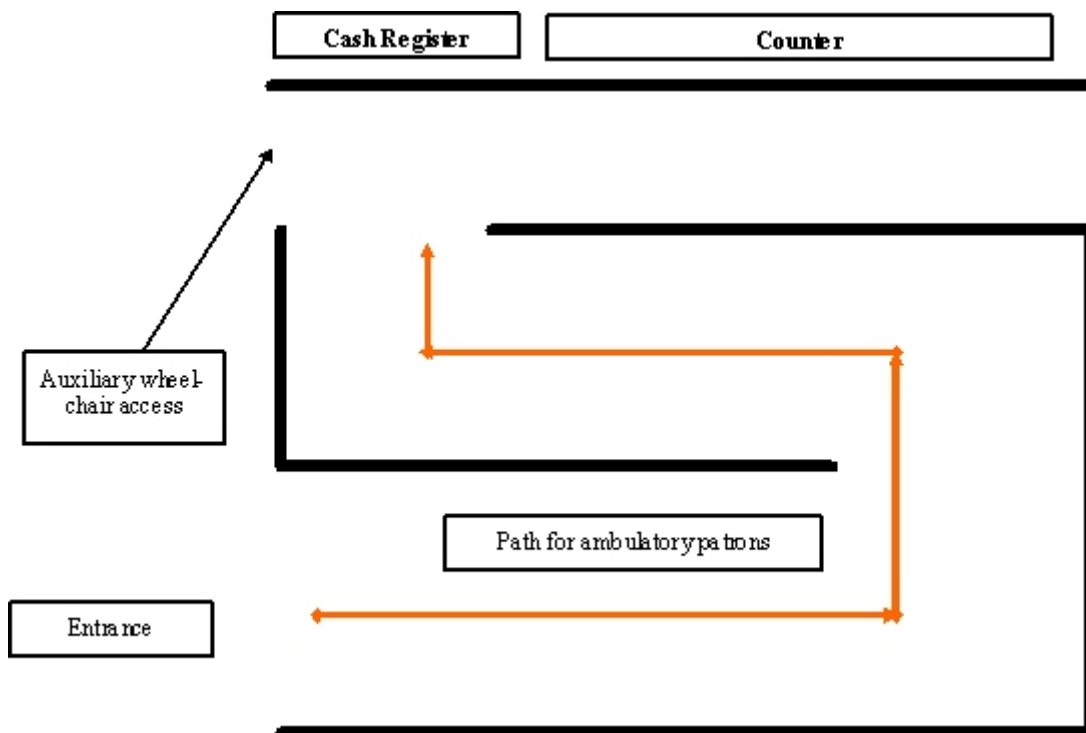 Cash Register
Counter
Auxiliary wheel-
chair access
Path for ambulatory patrons
Entrance